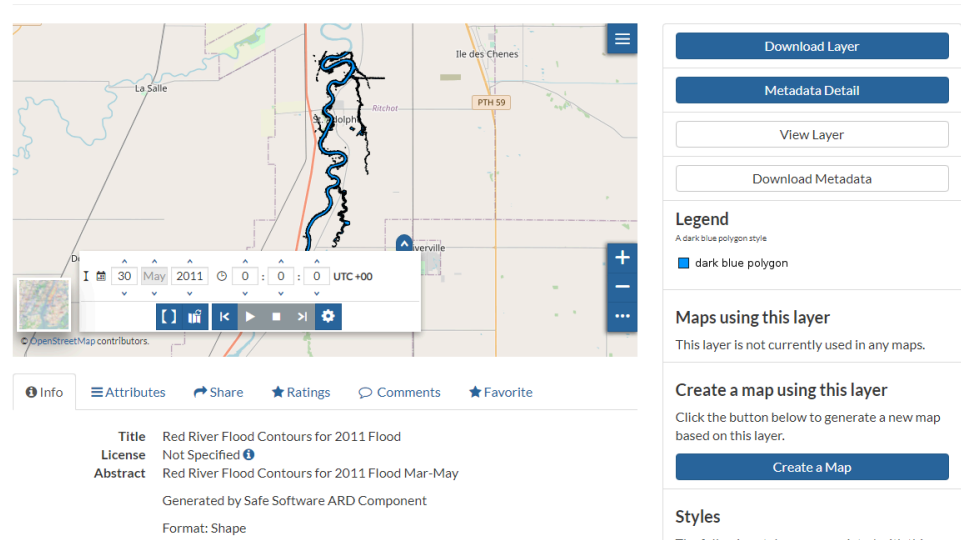 Ile des Chenes
La Salle
PTH 59
Ritchot
St. Adolphe
30 May 2011 0 : 0 : 0 UTC +00
© OpenStreetMap contributors.
Info Attributes Share Ratings Comments Favorite
Title Red River Flood Contours for 2011 Flood
License Not Specified
Abstract Red River Flood Contours for 2011 Flood Mar-May
Generated by Safe Software ARD Component
Format: Shape
Download Layer
Metadata Detail
View Layer
Download Metadata
Legend
A dark blue polygon style
dark blue polygon
Maps using this layer
This layer is not currently used in any maps.
Create a map using this layer
Click the button below to generate a new map
based on this layer.
Create a Map
Styles